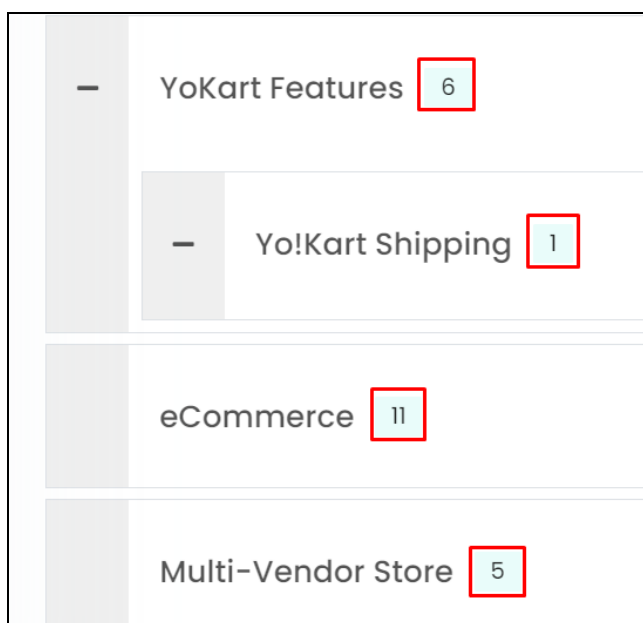 YoKart Features 6
Yo!Kart Shipping 1
eCommerce 11
Multi-Vendor Store 5